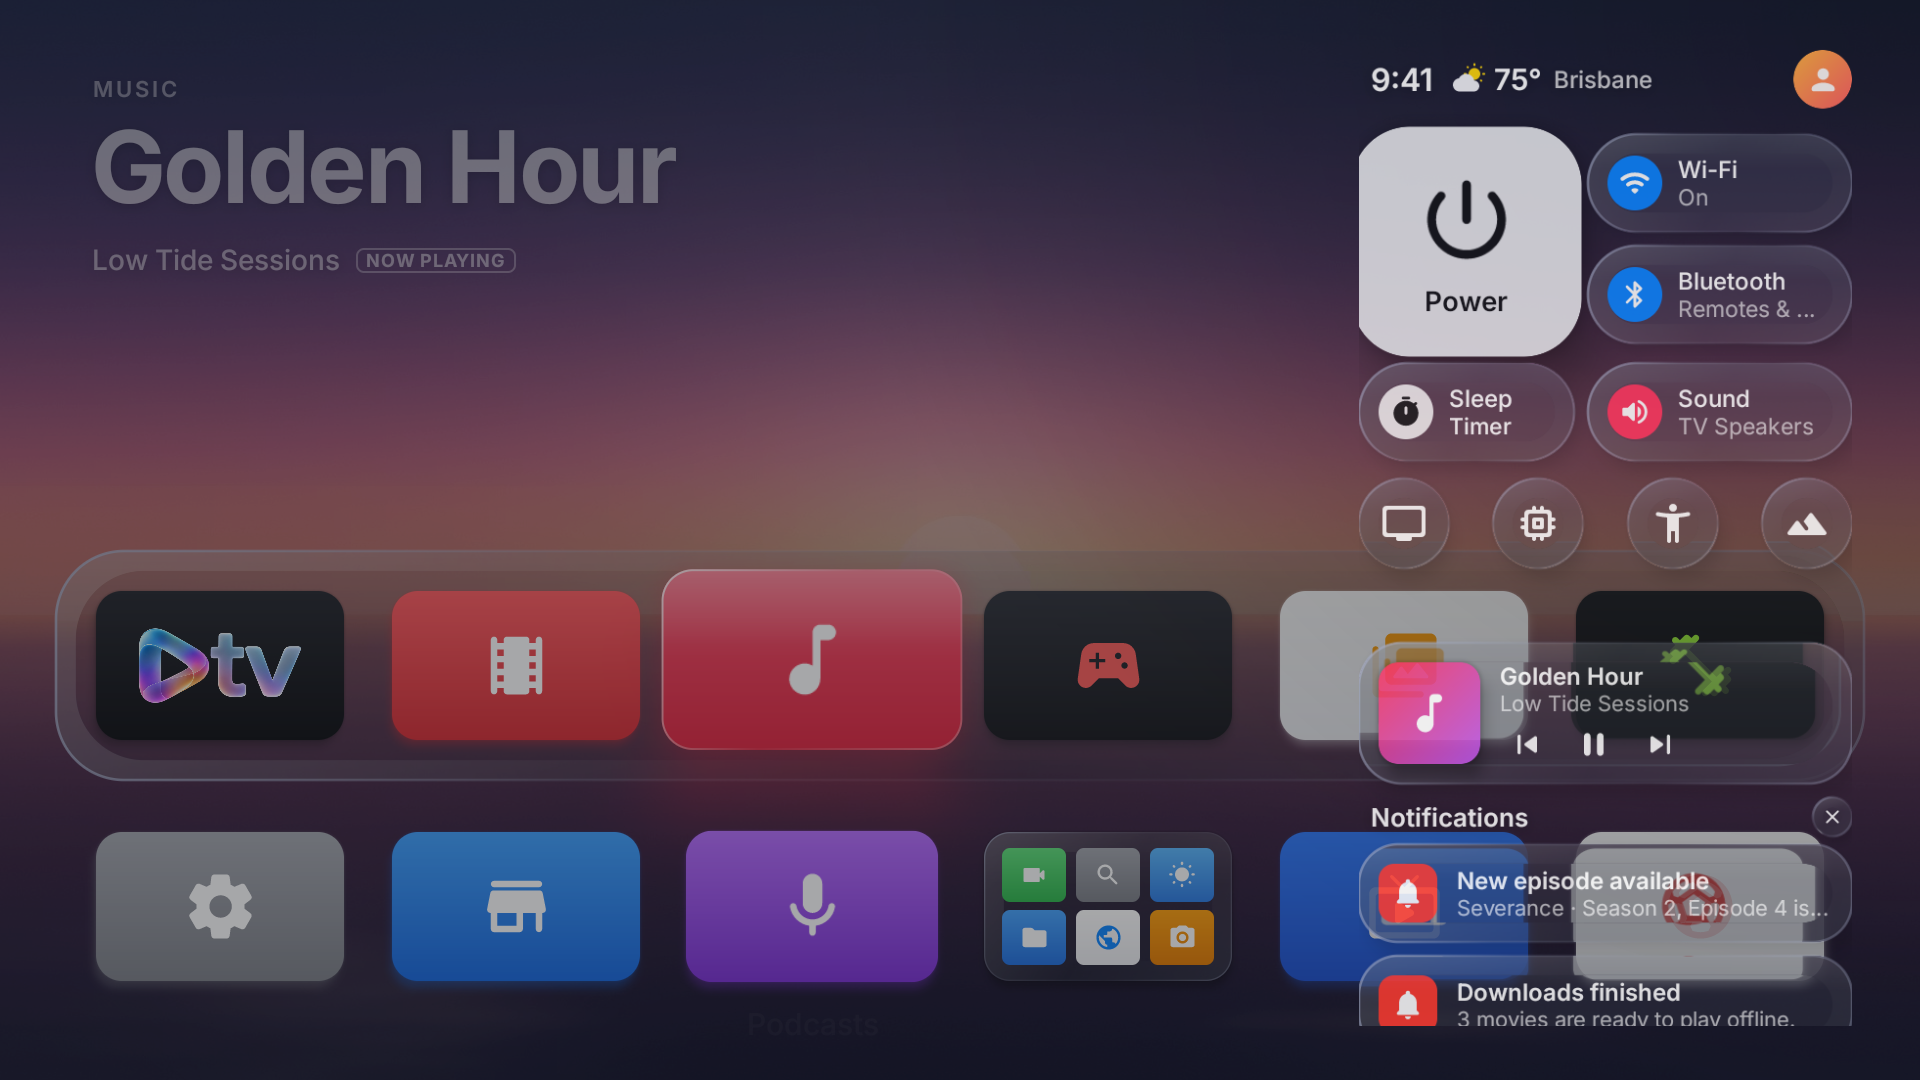 MUSIC
Golden Hour
Low Tide Sessions NOW PLAYING
9:41 75° Brisbane
Power
Wi-Fi
On
Bluetooth
Remotes & ...
Sleep
Timer
Sound
TV Speakers
tv
Golden Hour
Low Tide Sessions
Notifications
New episode available
Severance · Season 2, Episode 4 is...
Downloads finished
3 movies are ready to play offline.
Podcasts